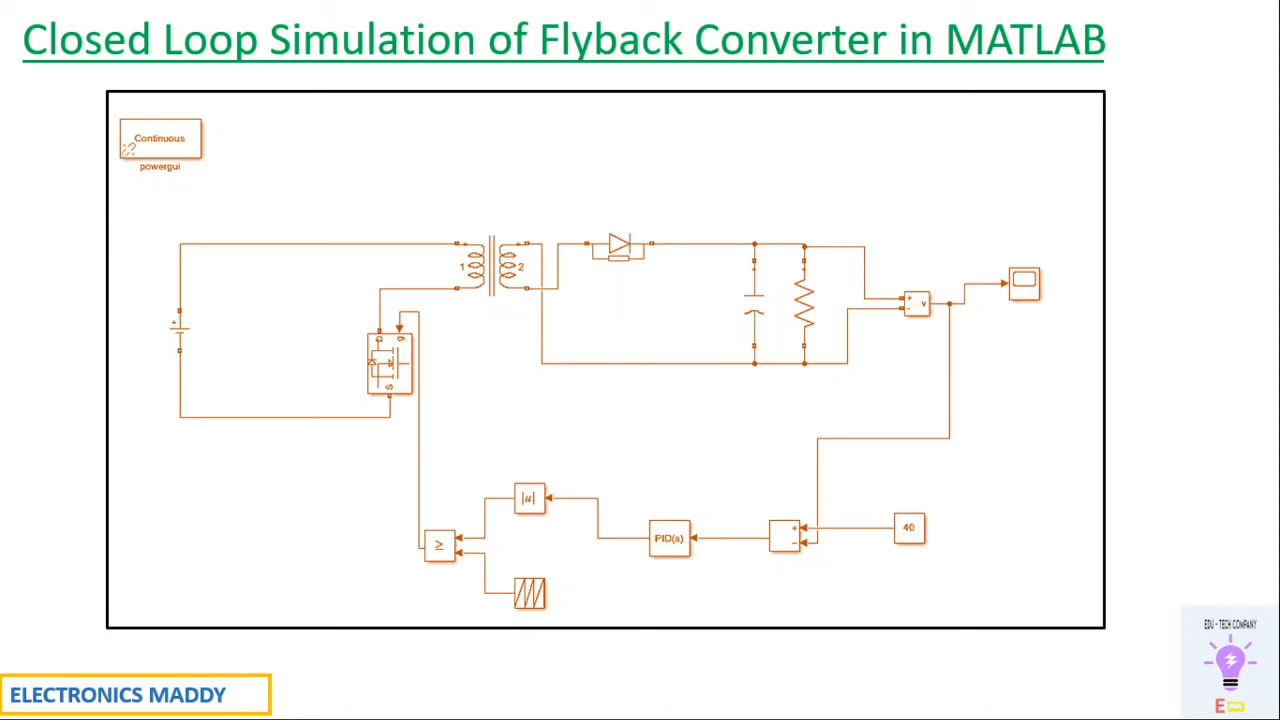 Closed Loop Simulation of Flyback Converter in MATLAB
Continuous
powergui
+ +
1 2
+ + +
+
- v
D g
S
|u|
+
-
40
PID(s)
≥
EDU - TECH COMPANY
ELECTRONICS MADDY
E